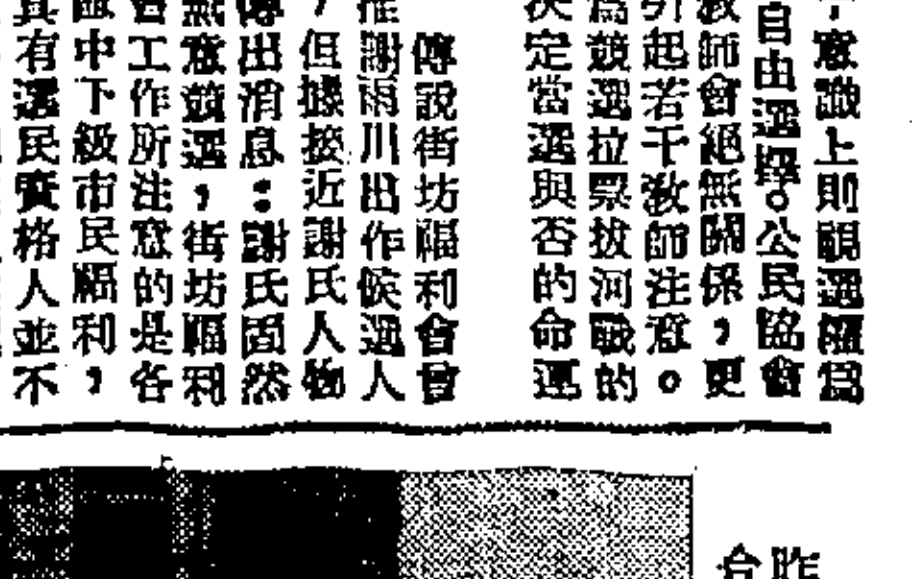 意識上則視選權爲
自由選擇。公民協會
教師會絕無關係，更
引起若干教師注意。
爲競選拉票拔河戰的
決定當選與否的命運
傳說街坊福利會曾
推謝雨川出作候選人
，但據接近謝氏人物
傳出消息：謝氏固然
無意競選，街坊福利
會工作所注意的是各
區中下級市民福利，
其有選民資格人並不
昨
合